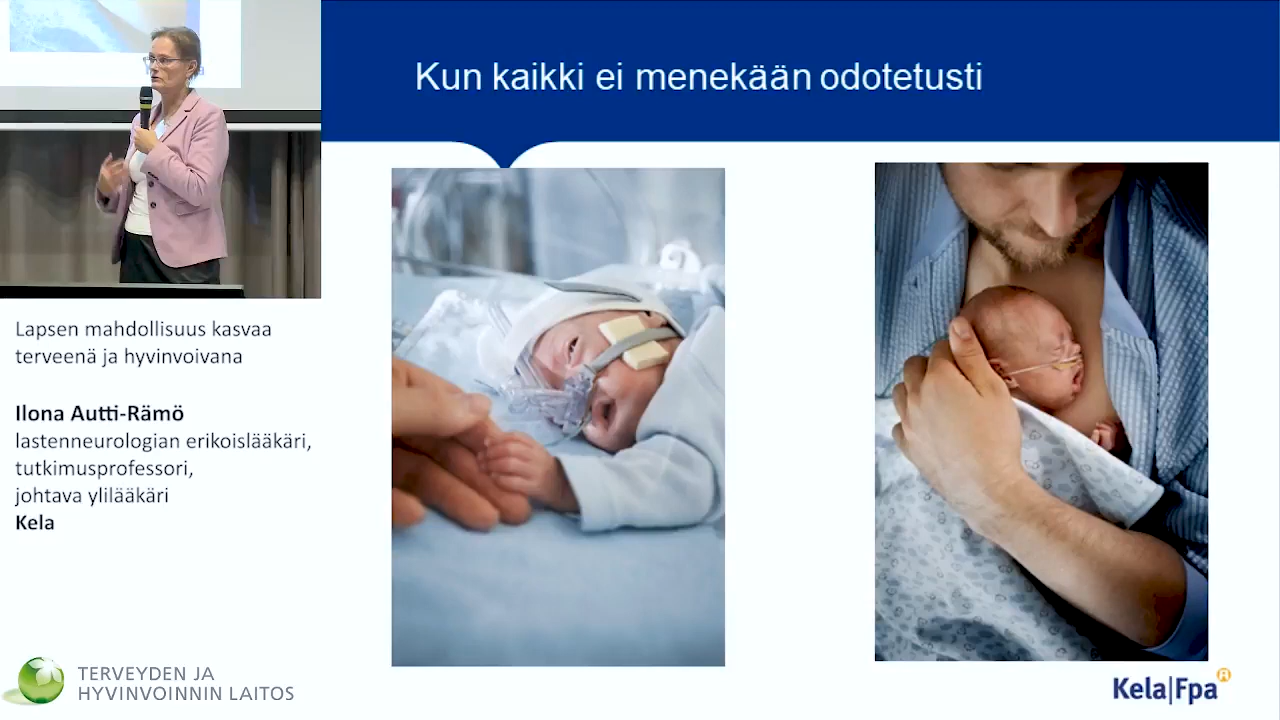 Kun kaikki ei menekään odotetusti
Lapsen mahdollisuus kasvaa
terveenä ja hyvinvoivana
Ilona Autti-Rämö
lastenneurologian erikoislääkäri,
tutkimusprofessori,
johtava ylilääkäri
Kela
TERVEYDEN JA
HYVINVOINNIN LAITOS
Kela|Fpa